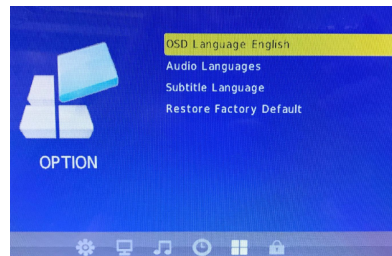 OSD Language English
Audio Languages
Subtitle Language
Restore Factory Default
OPTION